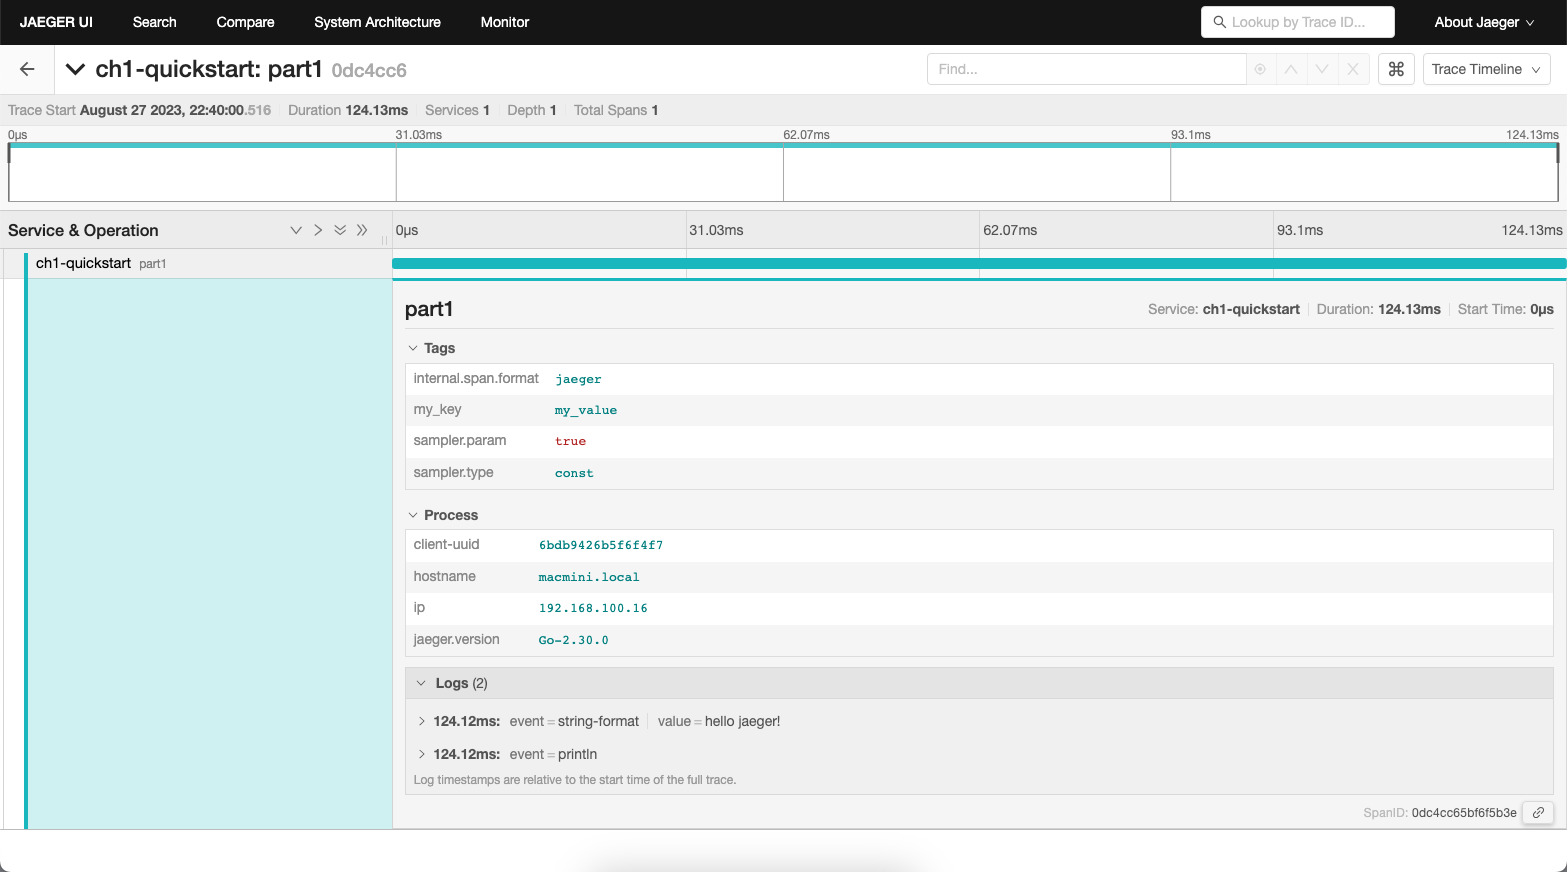 JAEGER UI Search Compare System Architecture Monitor Lookup by Trace ID... About Jaeger
ch1-quickstart: part1 0dc4cc6 Find... ⌘ Trace Timeline
Trace Start August 27 2023, 22:40:00.516 Duration 124.13ms Services 1 Depth 1 Total Spans 1
0μs 31.03ms 62.07ms 93.1ms 124.13ms
Service & Operation 0μs 31.03ms 62.07ms 93.1ms 124.13ms
ch1-quickstart part1
part1 Service: ch1-quickstart Duration: 124.13ms Start Time: 0μs
Tags
internal.span.format jaeger
my_key my_value
sampler.param true
sampler.type const
Process
client-uuid 6bdb9426b5f6f4f7
hostname macmini.local
ip 192.168.100.16
jaeger.version Go-2.30.0
Logs (2)
124.12ms: event = string-format value = hello jaeger!
124.12ms: event = println
Log timestamps are relative to the start time of the full trace.
SpanID: 0dc4cc65bf6f5b3e